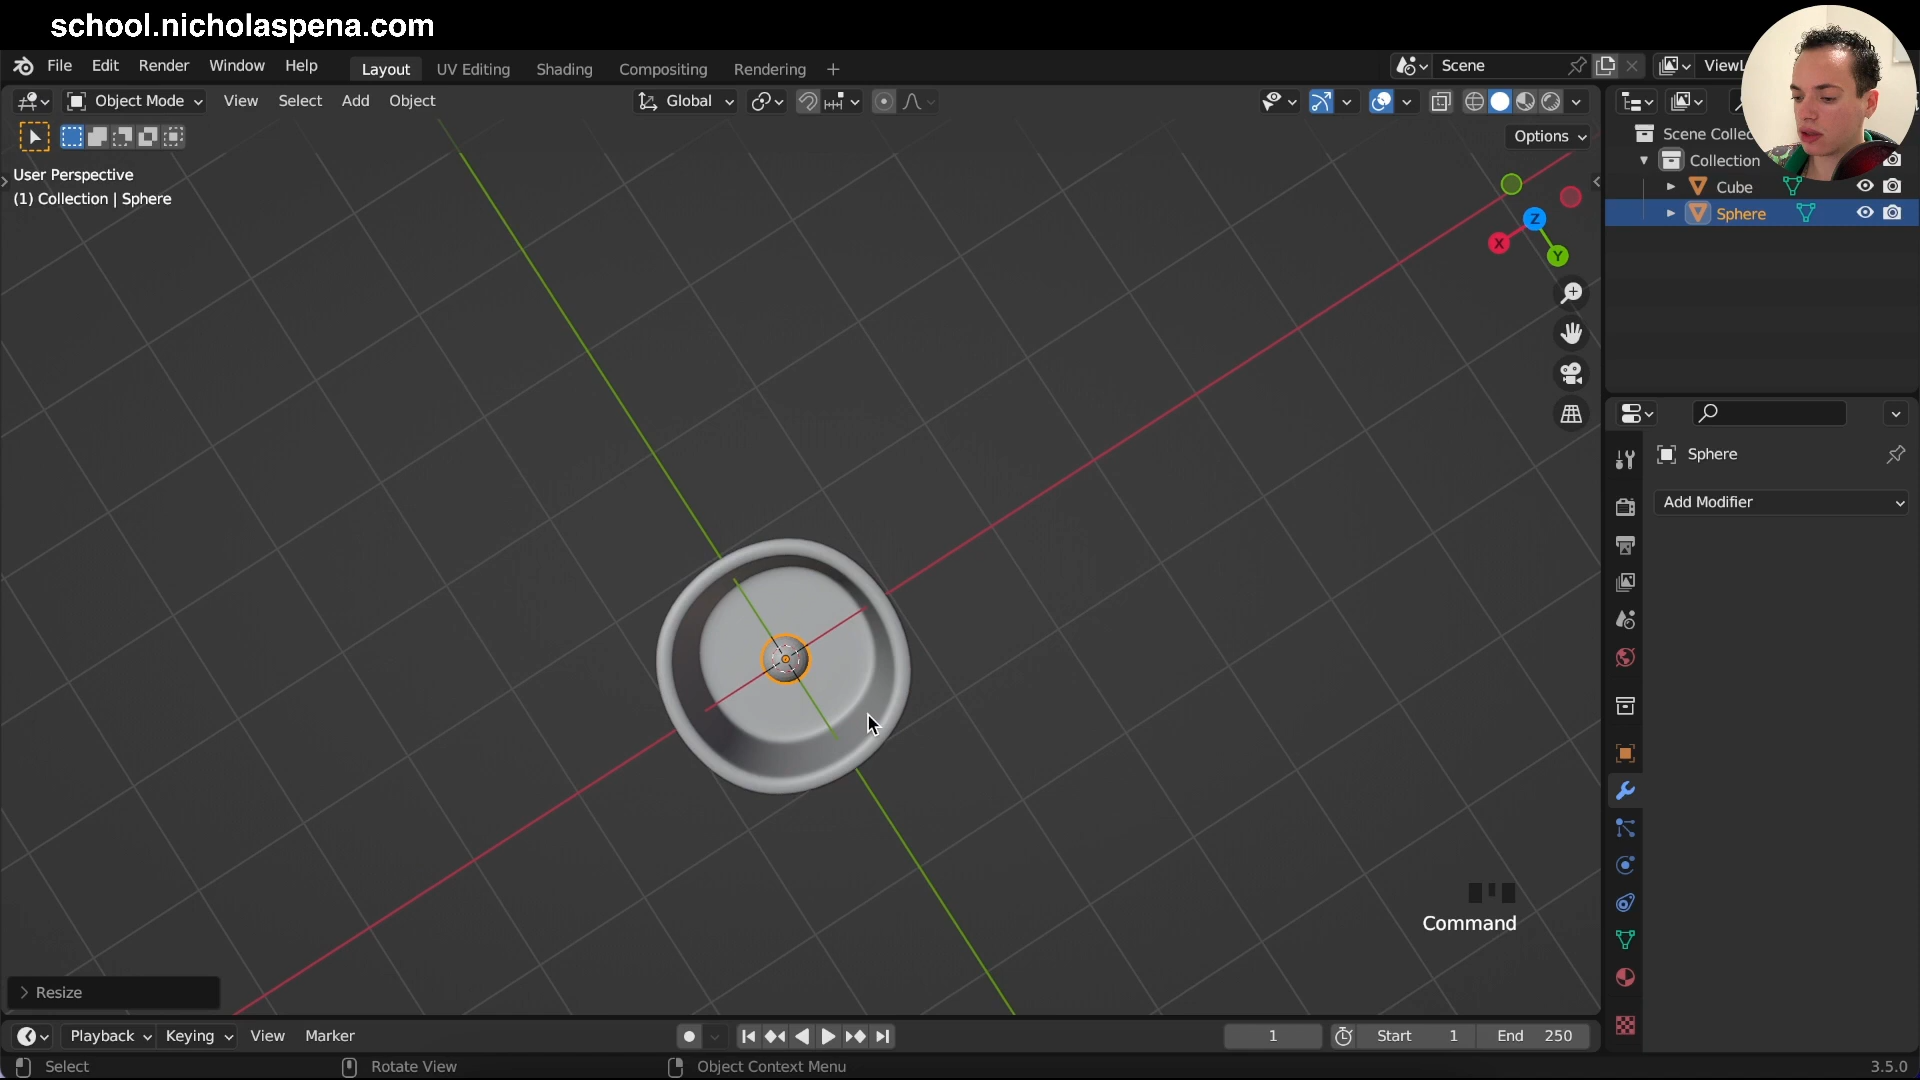 school.nicholaspena.com
File Edit Render Window Help Layout UV Editing Shading Compositing Rendering + Scene ViewL
Object Mode View Select Add Object Global
Options
User Perspective
(1) Collection | Sphere
Scene Collec
Collection
Cube
Sphere
Z
X
Y
Sphere
Add Modifier
Command
Resize
Playback Keying View Marker 1 Start 1 End 250
Select Rotate View Object Context Menu 3.5.0